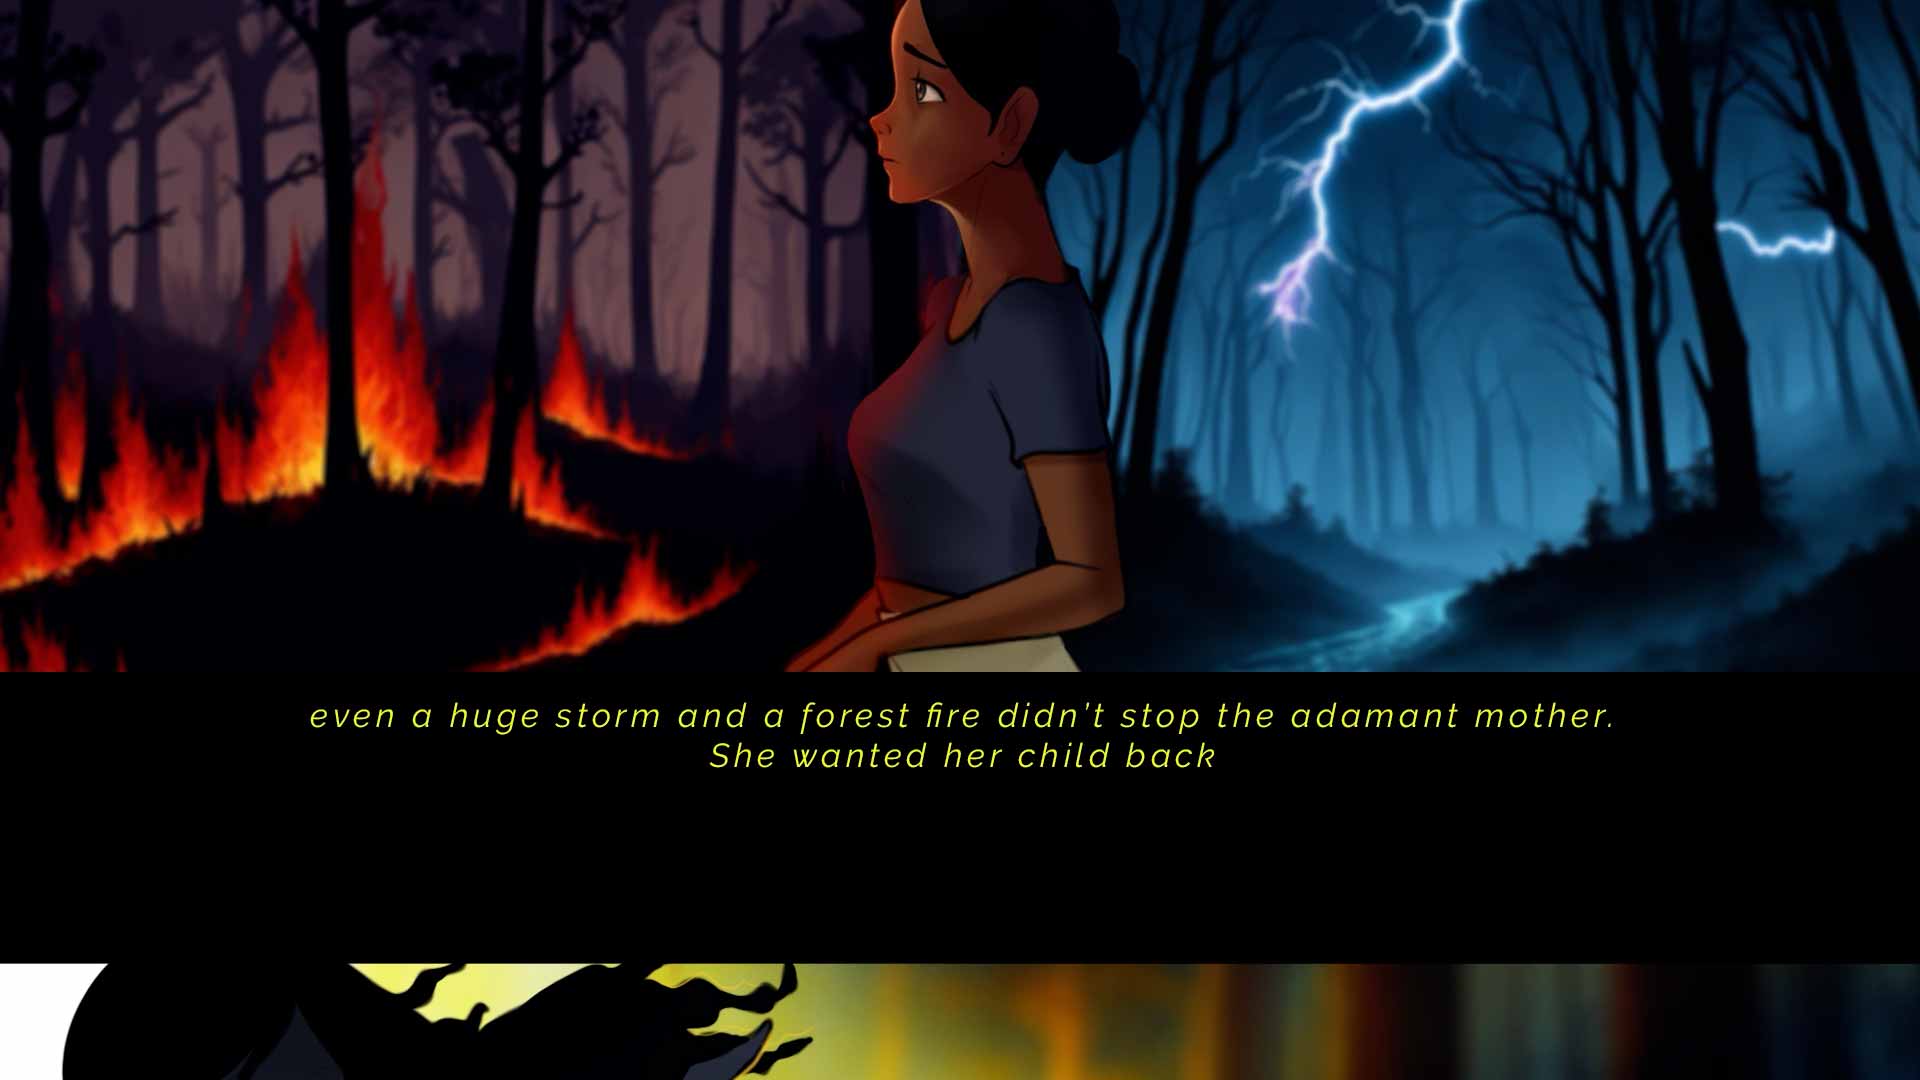 even a huge storm and a forest fire didn't stop the adamant mother.
She wanted her child back